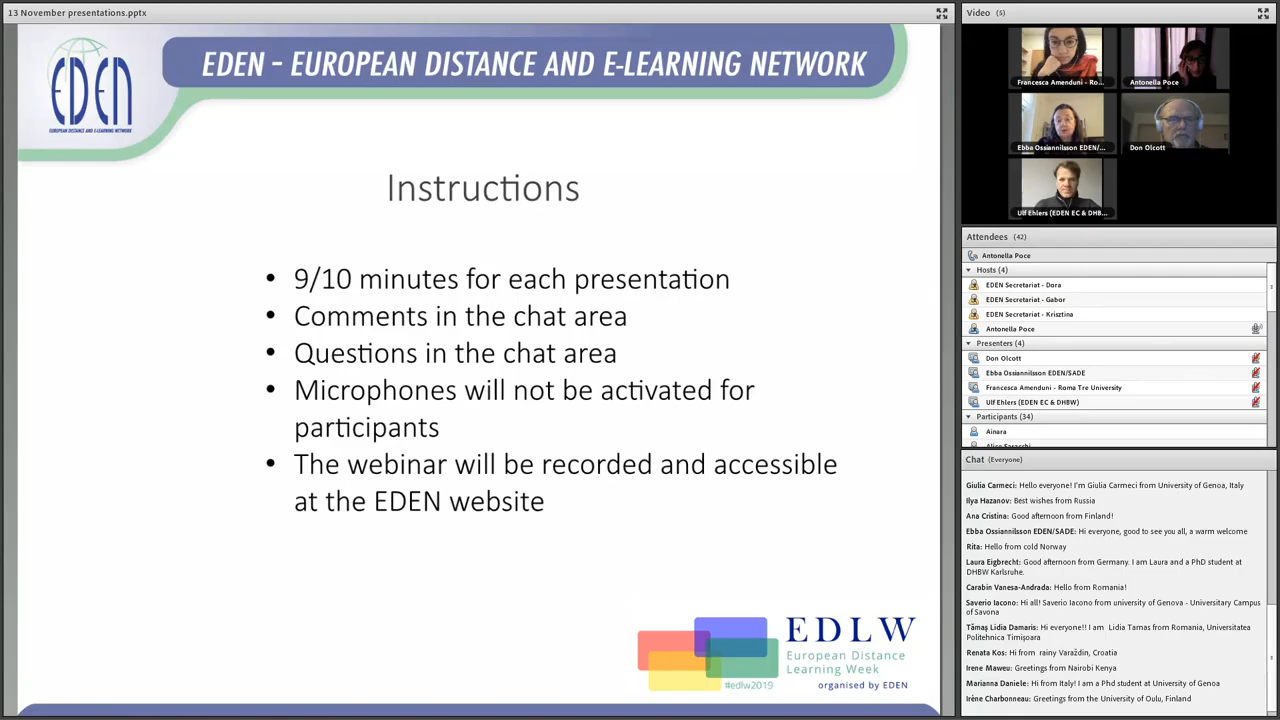 13 November presentations.pptx
EDEN
EUROPEAN DISTANCE AND E-LEARNING NETWORK
EDEN – EUROPEAN DISTANCE AND E-LEARNING NETWORK
Instructions
• 9/10 minutes for each presentation
• Comments in the chat area
• Questions in the chat area
• Microphones will not be activated for
participants
• The webinar will be recorded and accessible
at the EDEN website
EDLW
European Distance
Learning Week
#edlw2019
organised by EDEN
Video (5)
Francesca Amenduni - Ro...
Antonella Poce
Ebba Ossiannilsson EDEN/...
Don Olcott
Ulf Ehlers (EDEN EC & DHB...
Attendees (42)
Antonella Poce
Hosts (4)
EDEN Secretariat - Dora
EDEN Secretariat - Gabor
EDEN Secretariat - Krisztina
Antonella Poce
Presenters (4)
Don Olcott
Ebba Ossiannilsson EDEN/SADE
Francesca Amenduni - Roma Tre University
Ulf Ehlers (EDEN EC & DHBW)
Participants (34)
Ainara
Chat (Everyone)
Giulia Carmeci: Hello everyone! I'm Giulia Carmeci from University of Genoa, Italy
Ilya Hazanov: Best wishes from Russia
Ana Cristina: Good afternoon from Finland!
Ebba Ossiannilsson EDEN/SADE: Hi everyone, good to see you all, a warm welcome
Rita: Hello from cold Norway
Laura Eigbrecht: Good afternoon from Germany. I am Laura and a PhD student at
DHBW Karlsruhe.
Carabin Vanesa-Andrada: Hello from Romania!
Saverio Iacono: Hi all! Saverio Iacono from university of Genova - Universitary Campus
of Savona
Tămaș Lidia Damaris: Hi everyone!! I am Lidia Tamas from Romania, Universitatea
Politehnica Timișoara
Renata Kos: Hi from rainy Varaždin, Croatia
Irene Maweu: Greetings from Nairobi Kenya
Marianna Daniele: Hi from Italy! I am a Phd student at University of Genoa
Irène Charbonneau: Greetings from the University of Oulu, Finland